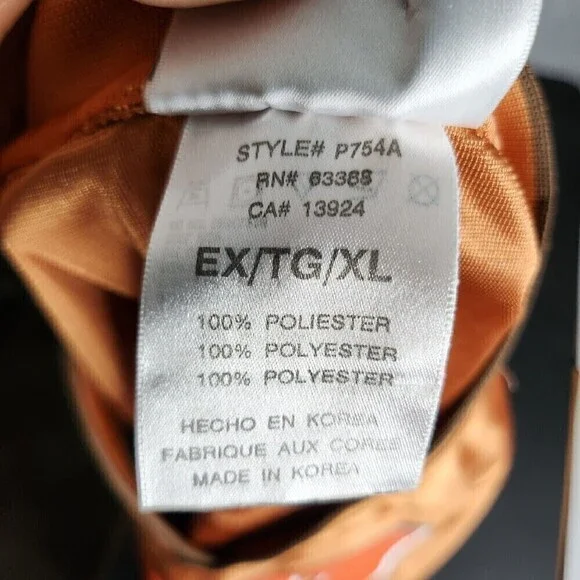 STYLE# P754A
RN# 63368
CA# 13924
EX/TG/XL
100% POLIESTER
100% POLYESTER
100% POLYESTER
HECHO EN KOREA
FABRIQUE AUX COREE
MADE IN KOREA